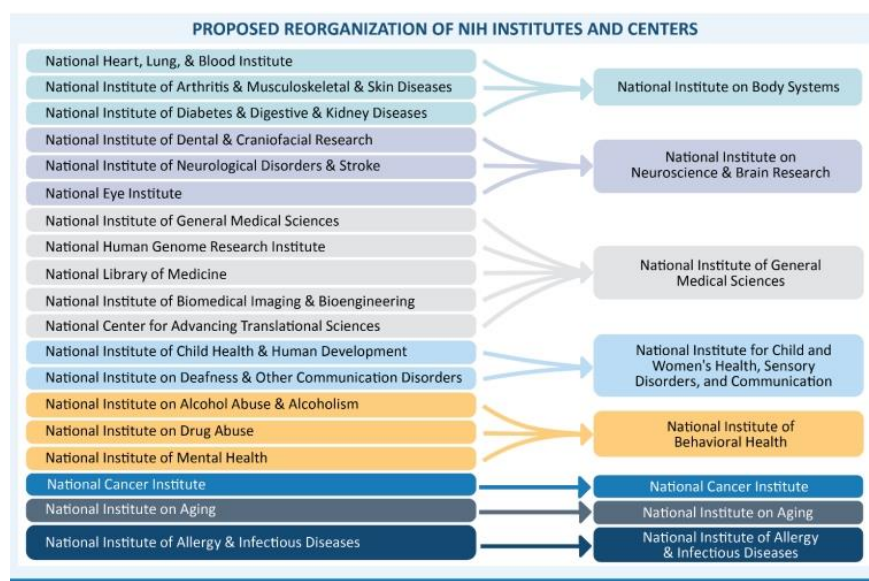 PROPOSED REORGANIZATION OF NIH INSTITUTES AND CENTERS
National Heart, Lung, & Blood Institute
National Institute of Arthritis & Musculoskeletal & Skin Diseases
National Institute of Diabetes & Digestive & Kidney Diseases
National Institute on Body Systems
National Institute of Dental & Craniofacial Research
National Institute of Neurological Disorders & Stroke
National Eye Institute
National Institute on
Neuroscience & Brain Research
National Institute of General Medical Sciences
National Human Genome Research Institute
National Library of Medicine
National Institute of Biomedical Imaging & Bioengineering
National Center for Advancing Translational Sciences
National Institute of General
Medical Sciences
National Institute of Child Health & Human Development
National Institute on Deafness & Other Communication Disorders
National Institute for Child and
Women's Health, Sensory
Disorders, and Communication
National Institute on Alcohol Abuse & Alcoholism
National Institute on Drug Abuse
National Institute of Mental Health
National Institute of
Behavioral Health
National Cancer Institute
National Cancer Institute
National Institute on Aging
National Institute on Aging
National Institute of Allergy & Infectious Diseases
National Institute of Allergy
& Infectious Diseases